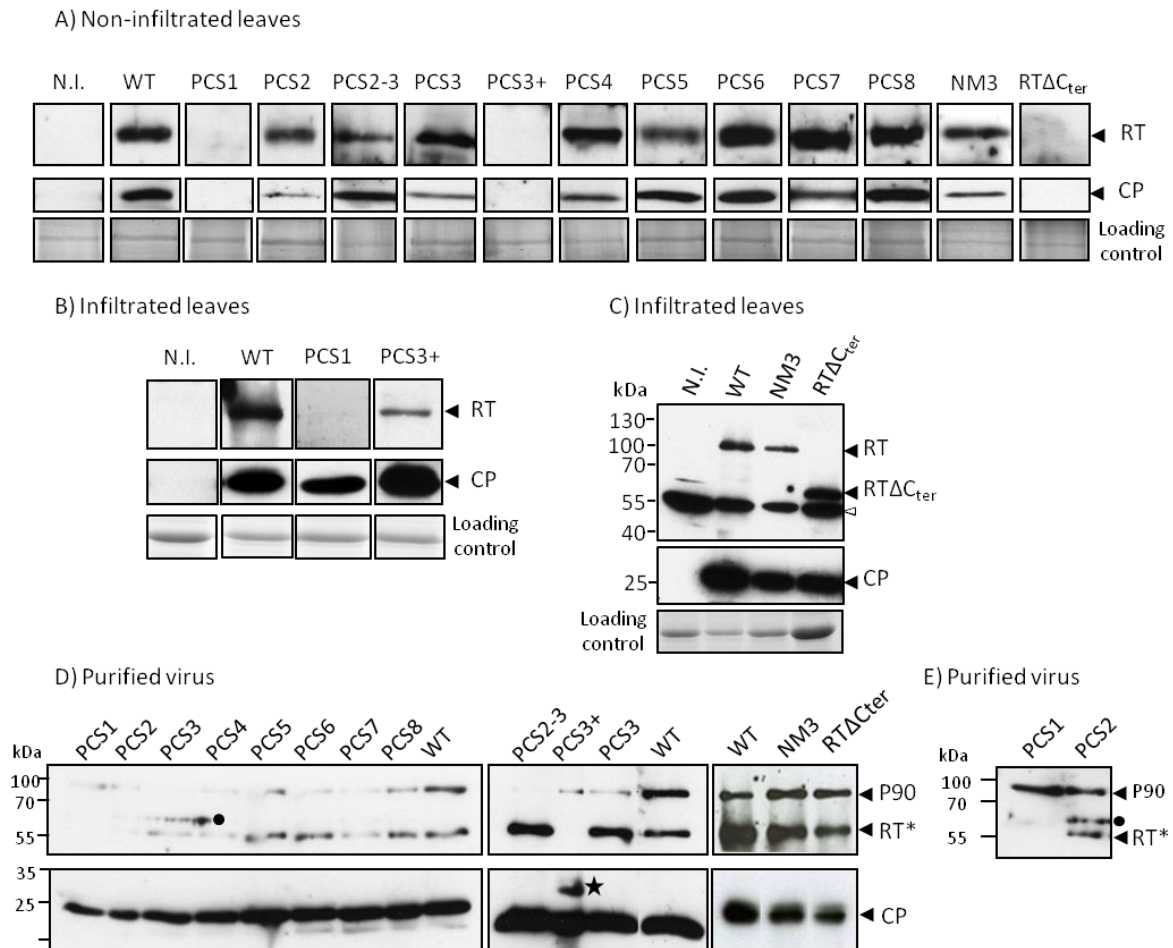 A) Non-infiltrated leaves
N.I. WT PCS1 PCS2 PCS2-3 PCS3 PCS3+ PCS4 PCS5 PCS6 PCS7 PCS8 NM3 RTΔCter
RT
CP
Loading
control
B) Infiltrated leaves
N.I. WT PCS1 PCS3+
RT
CP
Loading
control
C) Infiltrated leaves
N.I. WT NM3 RTΔCter
kDa
130
100
70
55
40
RT
RTΔCter
25
CP
Loading
control
D) Purified virus
PCS1 PCS2 PCS3 PCS4 PCS5 PCS6 PCS7 PCS8 WT
PCS2-3 PCS3+ PCS3 WT
WT NM3 RTΔCter
kDa
100
70
55
35
25
P90
RT*
CP
E) Purified virus
PCS1 PCS2
kDa
100
70
55
P90
RT*